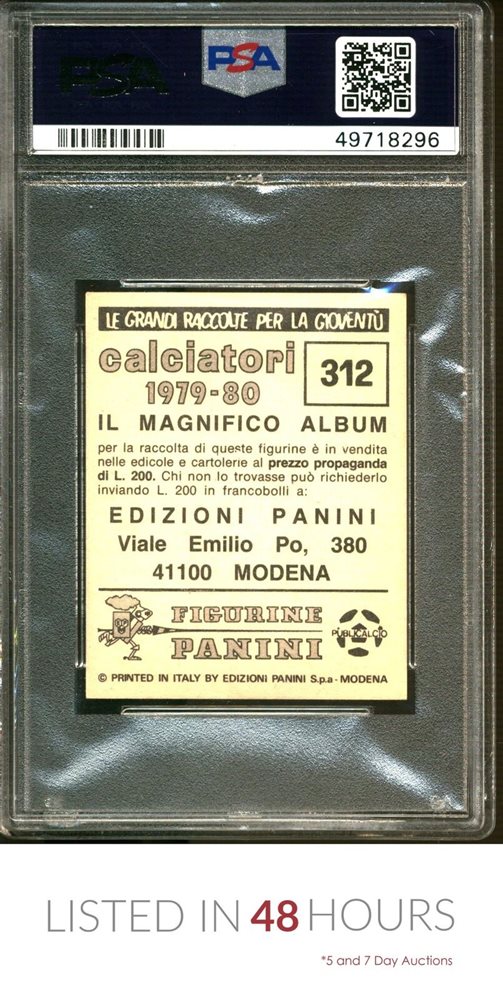 PSA
PSA
49718296
LE GRANDI RACCOLTE PER LA GIOVENTÙ
calciatori
1979-80
312
IL MAGNIFICO ALBUM
per la raccolta di queste figurine è in vendita
nelle edicole e cartolerie al prezzo propaganda
di L. 200. Chi non lo trovasse può richiederlo
inviando L. 200 in francobolli a:
EDIZIONI PANINI
Viale Emilio Po, 380
41100 MODENA
FIGURINE
PANINI
PUBLICALCIO
© PRINTED IN ITALY BY EDIZIONI PANINI S.p.a - MODENA
LISTED IN 48 HOURS
*5 and 7 Day Auctions